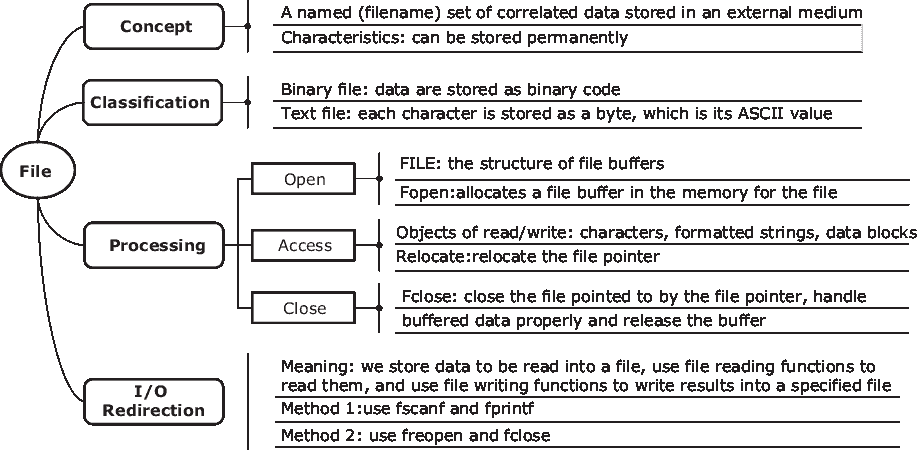 File
Concept
A named (filename) set of correlated data stored in an external medium
Characteristics: can be stored permanently
Classification
Binary file: data are stored as binary code
Text file: each character is stored as a byte, which is its ASCII value
Processing
Open
FILE: the structure of file buffers
Fopen:allocates a file buffer in the memory for the file
Access
Objects of read/write: characters, formatted strings, data blocks
Relocate:relocate the file pointer
Close
Fclose: close the file pointed to by the file pointer, handle
buffered data properly and release the buffer
I/O
Redirection
Meaning: we store data to be read into a file, use file reading functions to
read them, and use file writing functions to write results into a specified file
Method 1:use fscanf and fprintf
Method 2: use freopen and fclose